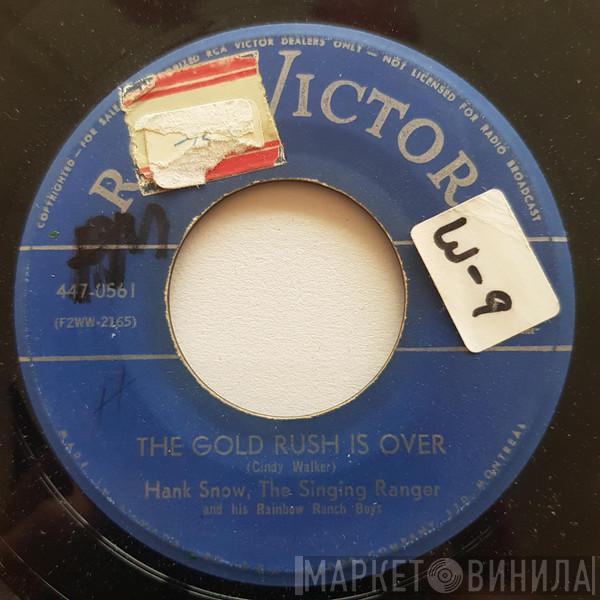 COPYRIGHTED — FOR SALE RCA VICTOR DEALERS ONLY — NOT LICENSED FOR RADIO BROADCAST
VICTOR
W-9
447-0561
(F2WW-2165)
THE GOLD RUSH IS OVER
(Cindy Walker)
Hank Snow, The Singing Ranger
and his Rainbow Ranch Boys
MONTREAL
МАРКЕТ ВИНИЛА